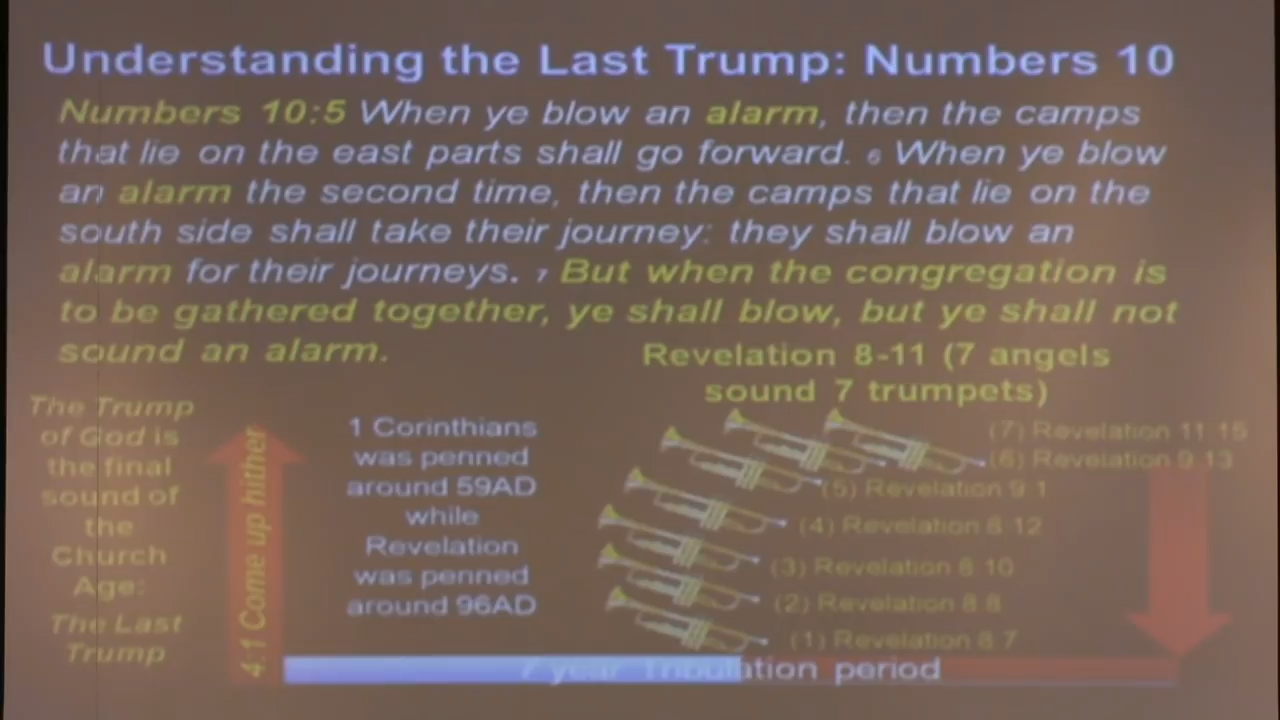 Understanding the Last Trump: Numbers 10
Numbers 10:5 When ye blow an alarm, then the camps
that lie on the east parts shall go forward. 6 When ye blow
an alarm the second time, then the camps that lie on the
south side shall take their journey: they shall blow an
alarm for their journeys. 7 But when the congregation is
to be gathered together, ye shall blow, but ye shall not
sound an alarm.
Revelation 8-11 (7 angels
sound 7 trumpets)
The Trump
of God is
the final
sound of
the
Church
Age:
The Last
Trump
4:1 Come up hither
1 Corinthians
was penned
around 59AD
while
Revelation
was penned
around 96AD
(7) Revelation 11:15
(6) Revelation 9:13
(5) Revelation 9:1
(4) Revelation 8:12
(3) Revelation 8:10
(2) Revelation 8:8
(1) Revelation 8:7
7 year Tribulation period